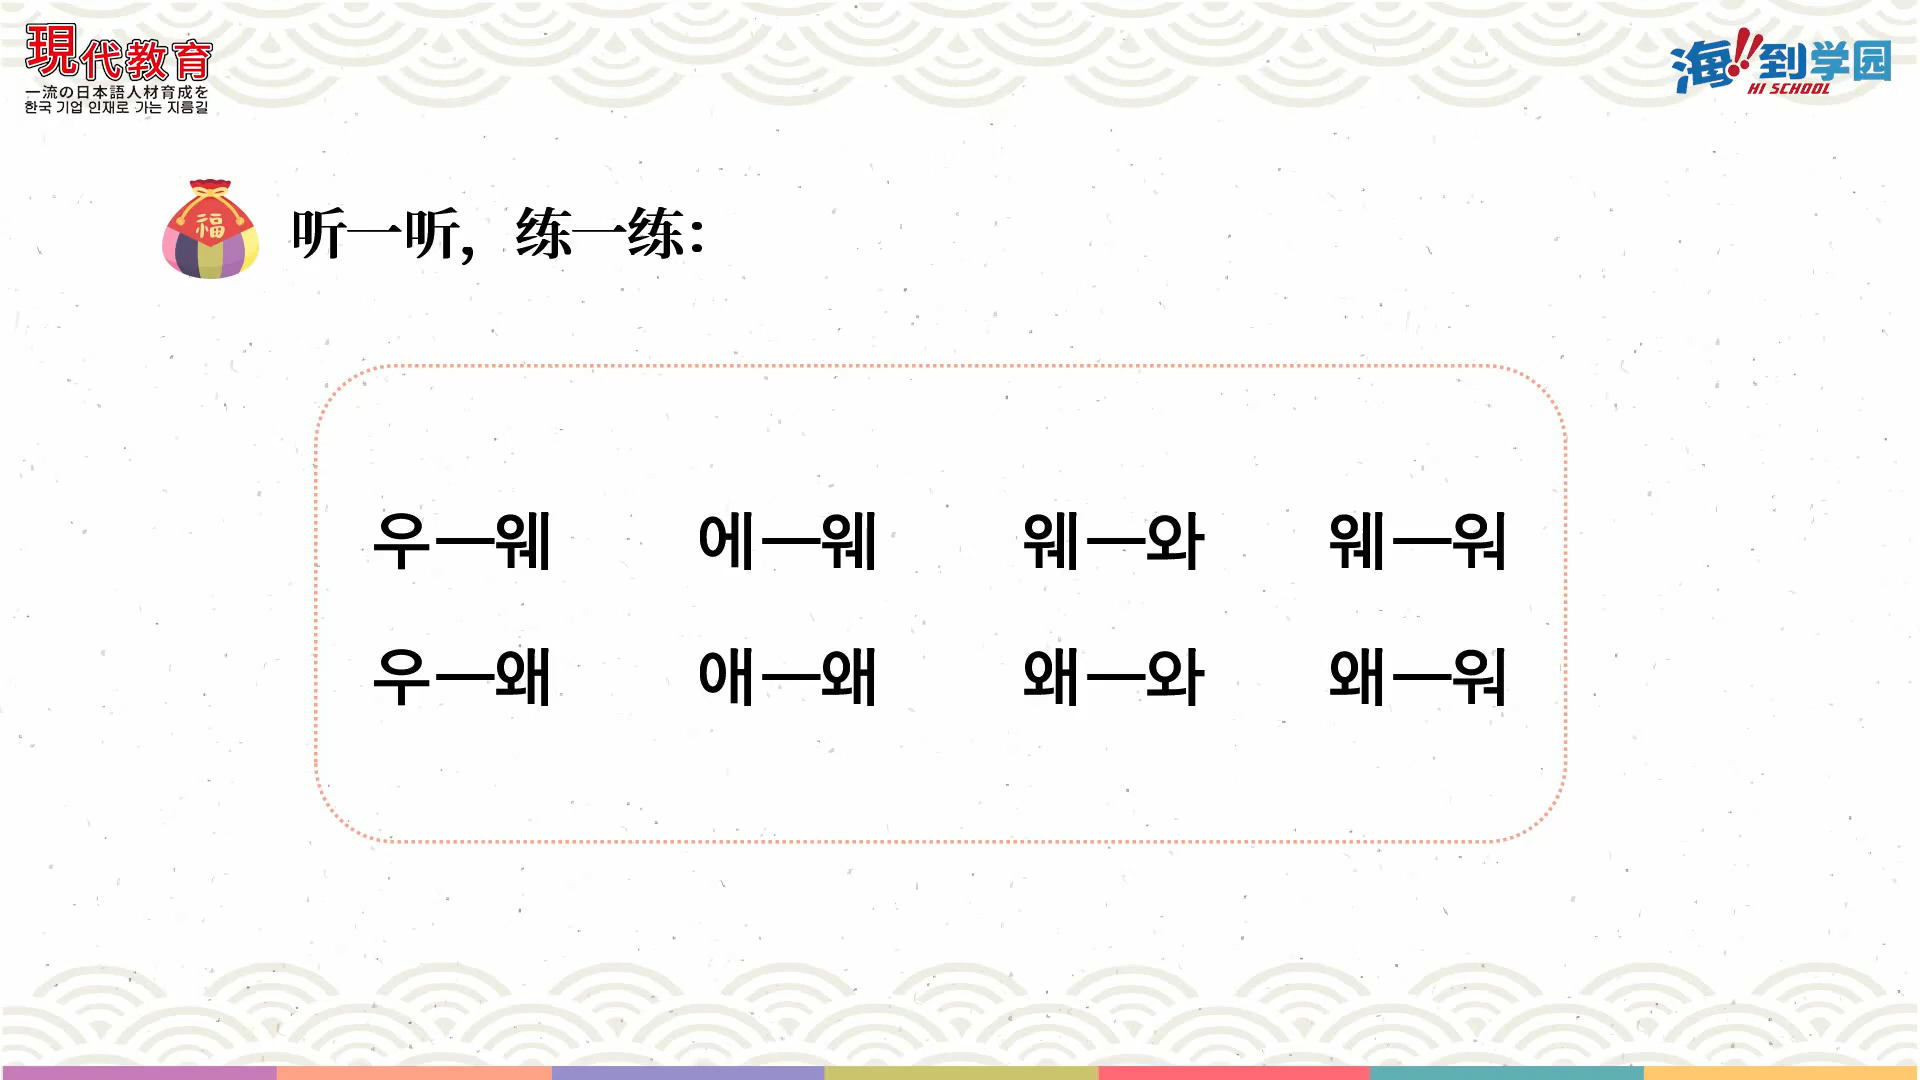 現代教育
一流の日本語人材育成を
한국 기업 인재로 가는 지름길
海!!到学园
HI SCHOOL
福
听一听，练一练：
우—웨 에—웨 웨—와 웨—워
우—왜 애—왜 왜—와 왜—워